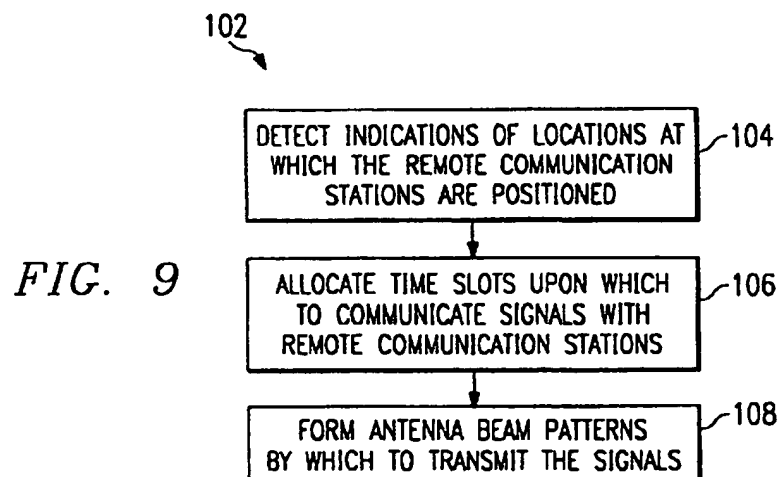 102
DETECT INDICATIONS OF LOCATIONS AT
WHICH THE REMOTE COMMUNICATION
STATIONS ARE POSITIONED
104
FIG. 9
ALLOCATE TIME SLOTS UPON WHICH
TO COMMUNICATE SIGNALS WITH
REMOTE COMMUNICATION STATIONS
106
FORM ANTENNA BEAM PATTERNS
BY WHICH TO TRANSMIT THE SIGNALS
108